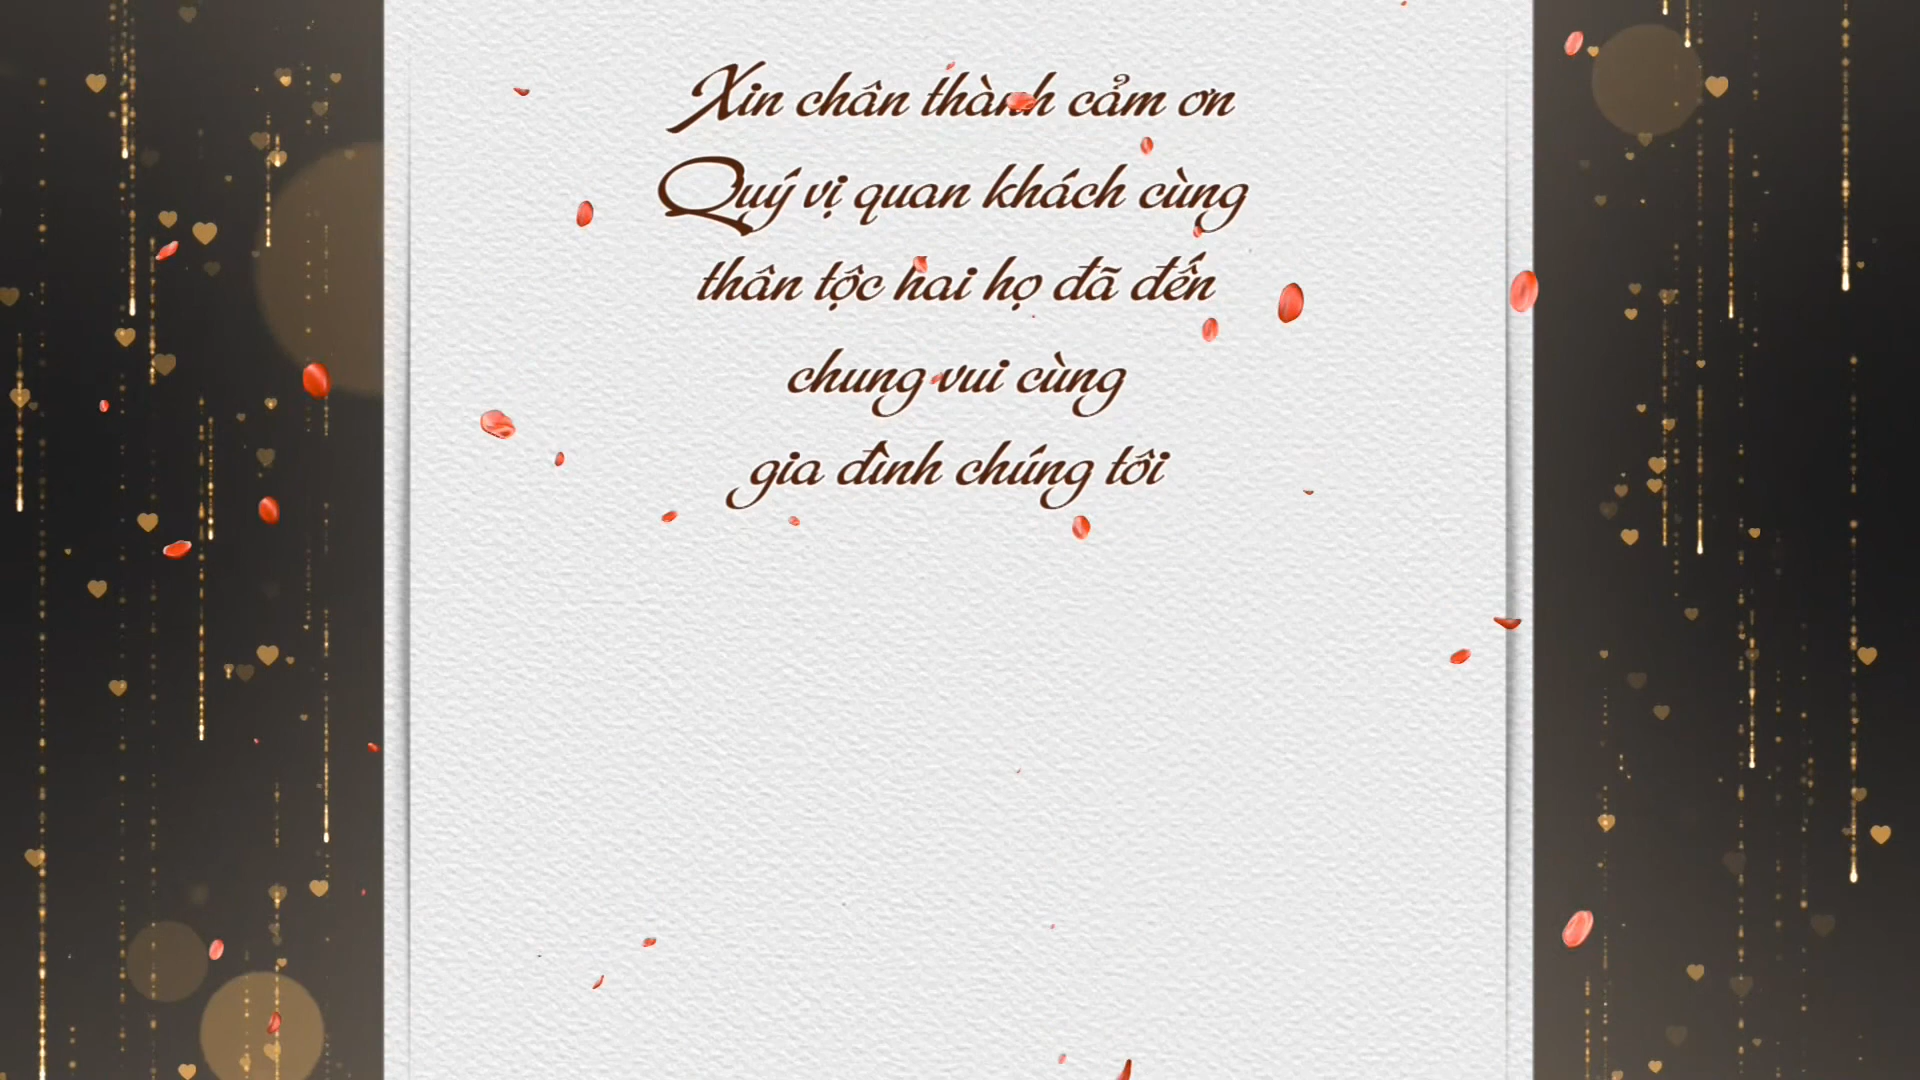 Xin chân thành cảm ơn
Quý vị quan khách cùng
thân tộc hai họ đã đến
chung vui cùng
gia đình chúng tôi